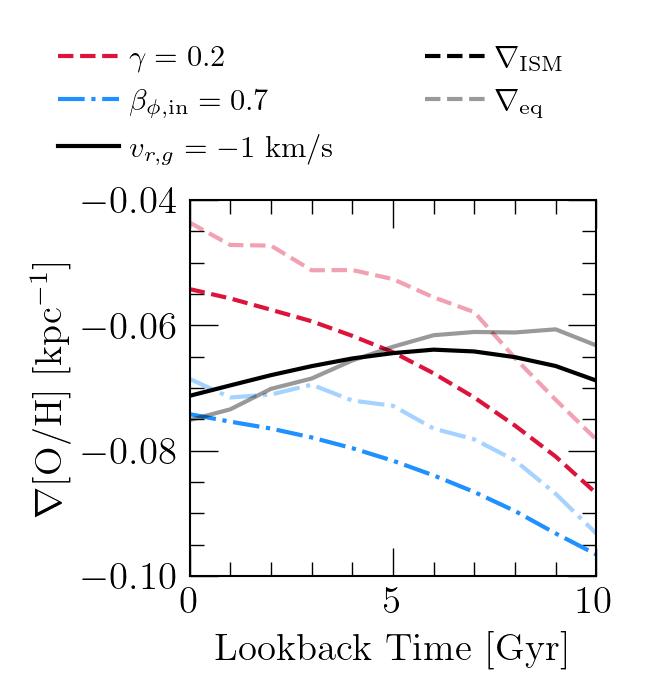 γ = 0.2
∇ISM
βϕ,in = 0.7
∇eq
vr,g = −1 km/s
−0.04
−0.06
−0.08
−0.10
∇[O/H] [kpc⁻¹]
0 5 10
Lookback Time [Gyr]